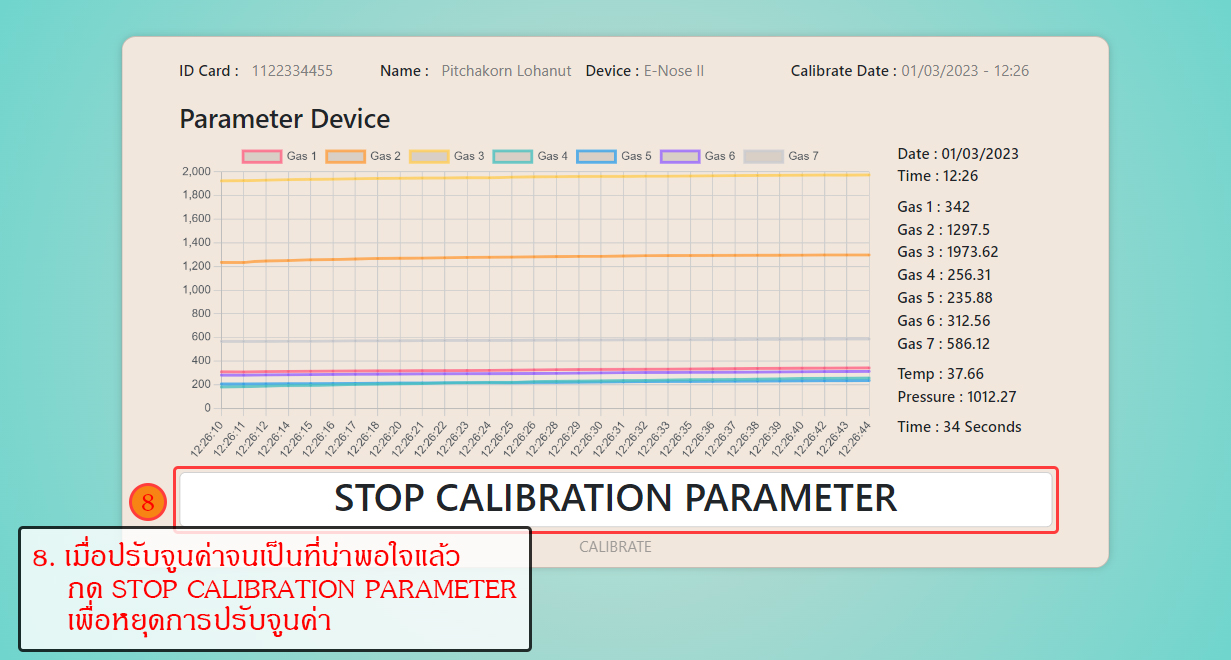 ID Card : 1122334455 Name : Pitchakorn Lohanut Device : E-Nose II Calibrate Date : 01/03/2023 - 12:26
Parameter Device
Gas 1 Gas 2 Gas 3 Gas 4 Gas 5 Gas 6 Gas 7
2,000
1,800
1,600
1,400
1,200
1,000
800
600
400
200
0
12:26:10 12:26:11 12:26:12 12:26:14 12:26:15 12:26:16 12:26:17 12:26:18 12:26:20 12:26:21 12:26:22 12:26:23 12:26:24 12:26:25 12:26:26 12:26:28 12:26:29 12:26:30 12:26:31 12:26:32 12:26:33 12:26:35 12:26:36 12:26:37 12:26:38 12:26:39 12:26:40 12:26:42 12:26:43 12:26:44
Date : 01/03/2023
Time : 12:26
Gas 1 : 342
Gas 2 : 1297.5
Gas 3 : 1973.62
Gas 4 : 256.31
Gas 5 : 235.88
Gas 6 : 312.56
Gas 7 : 586.12
Temp : 37.66
Pressure : 1012.27
Time : 34 Seconds
8
STOP CALIBRATION PARAMETER
CALIBRATE
8. เมื่อปรับจูนค่าจนเป็นที่น่าพอใจแล้ว
กด STOP CALIBRATION PARAMETER
เพื่อหยุดการปรับจูนค่า